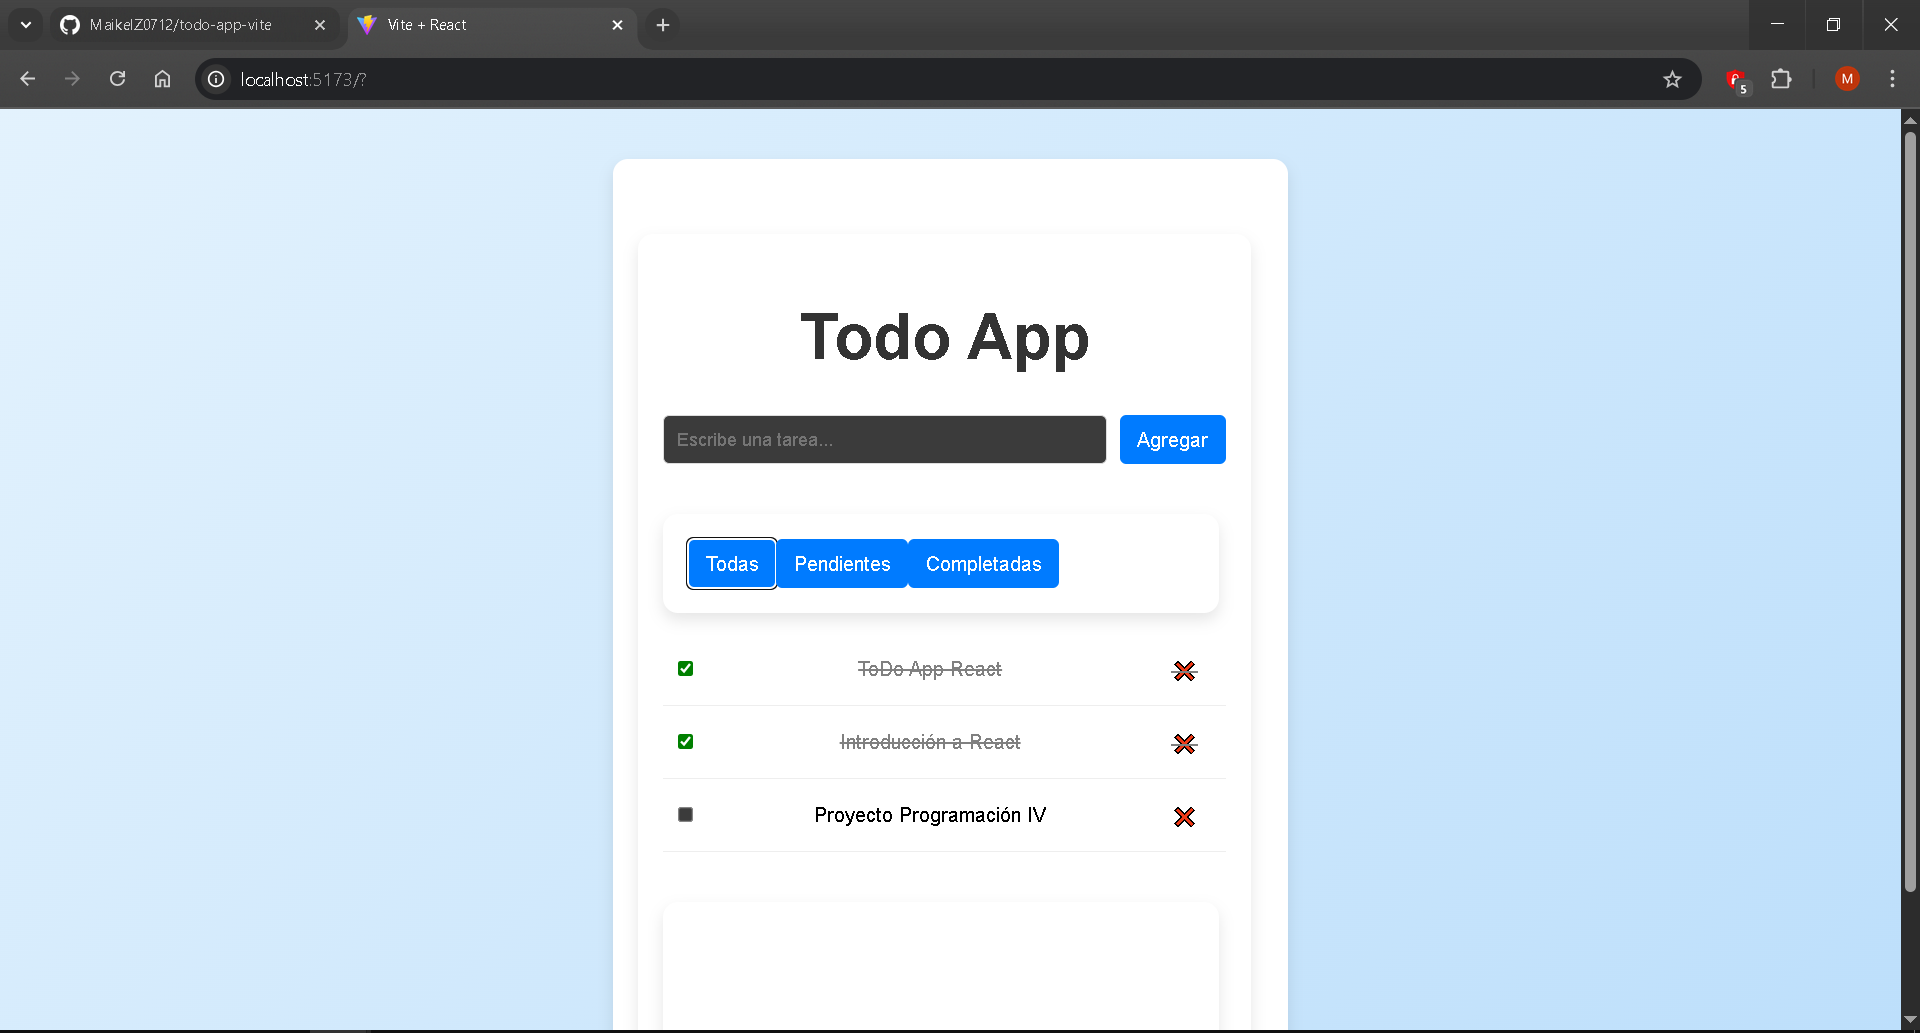 MaikelZ0712/todo-app-vite
Vite + React
localhost:5173/?
5
M
Todo App
Escribe una tarea...
Agregar
Todas
Pendientes
Completadas
ToDo App React
Introducción a React
Proyecto Programación IV